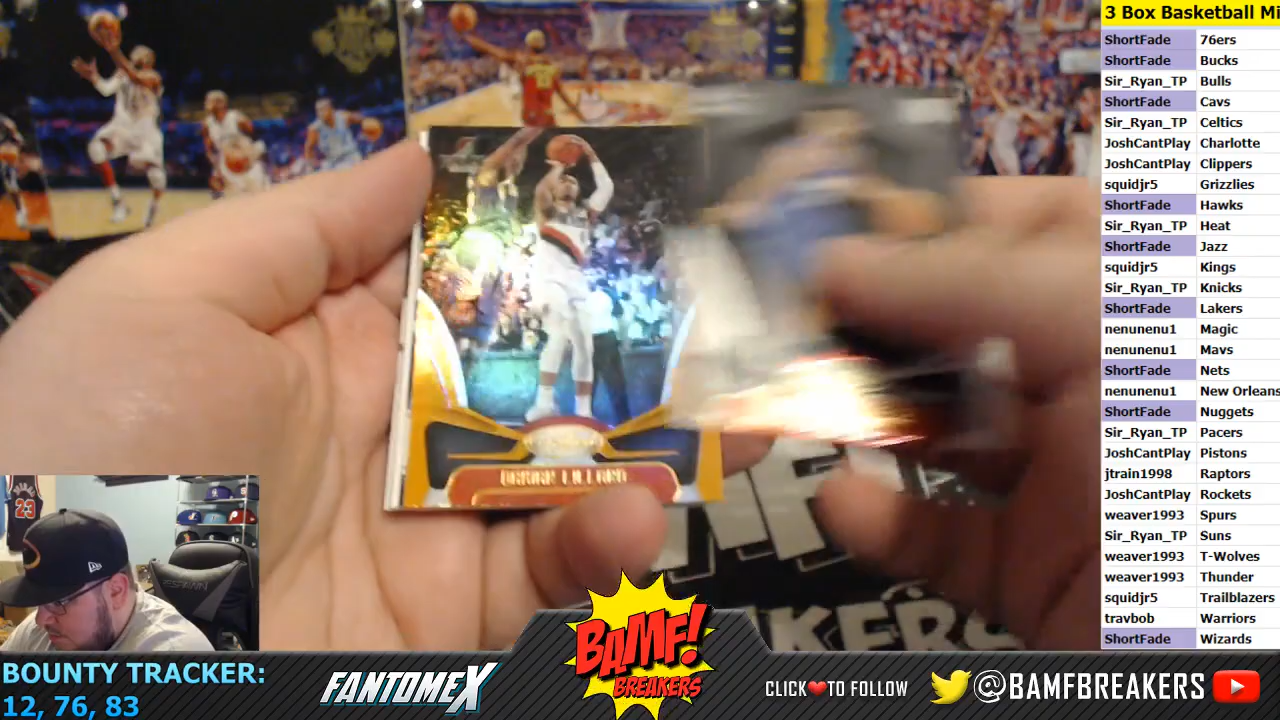 3 Box Basketball Mi
ShortFade 76ers
ShortFade Bucks
Sir_Ryan_TP Bulls
ShortFade Cavs
Sir_Ryan_TP Celtics
JoshCantPlay Charlotte
JoshCantPlay Clippers
squidjr5 Grizzlies
ShortFade Hawks
Sir_Ryan_TP Heat
ShortFade Jazz
squidjr5 Kings
Sir_Ryan_TP Knicks
ShortFade Lakers
nenunenu1 Magic
nenunenu1 Mavs
ShortFade Nets
nenunenu1 New Orleans
ShortFade Nuggets
Sir_Ryan_TP Pacers
JoshCantPlay Pistons
jtrain1998 Raptors
JoshCantPlay Rockets
weaver1993 Spurs
Sir_Ryan_TP Suns
weaver1993 T-Wolves
weaver1993 Thunder
squidjr5 Trailblazers
travbob Warriors
ShortFade Wizards
DAMIAN LILLARD
23
BOUNTY TRACKER:
12, 76, 83
FANTOMEX
BAMF!
BREAKERS
CLICK TO FOLLOW
@BAMFBREAKERS